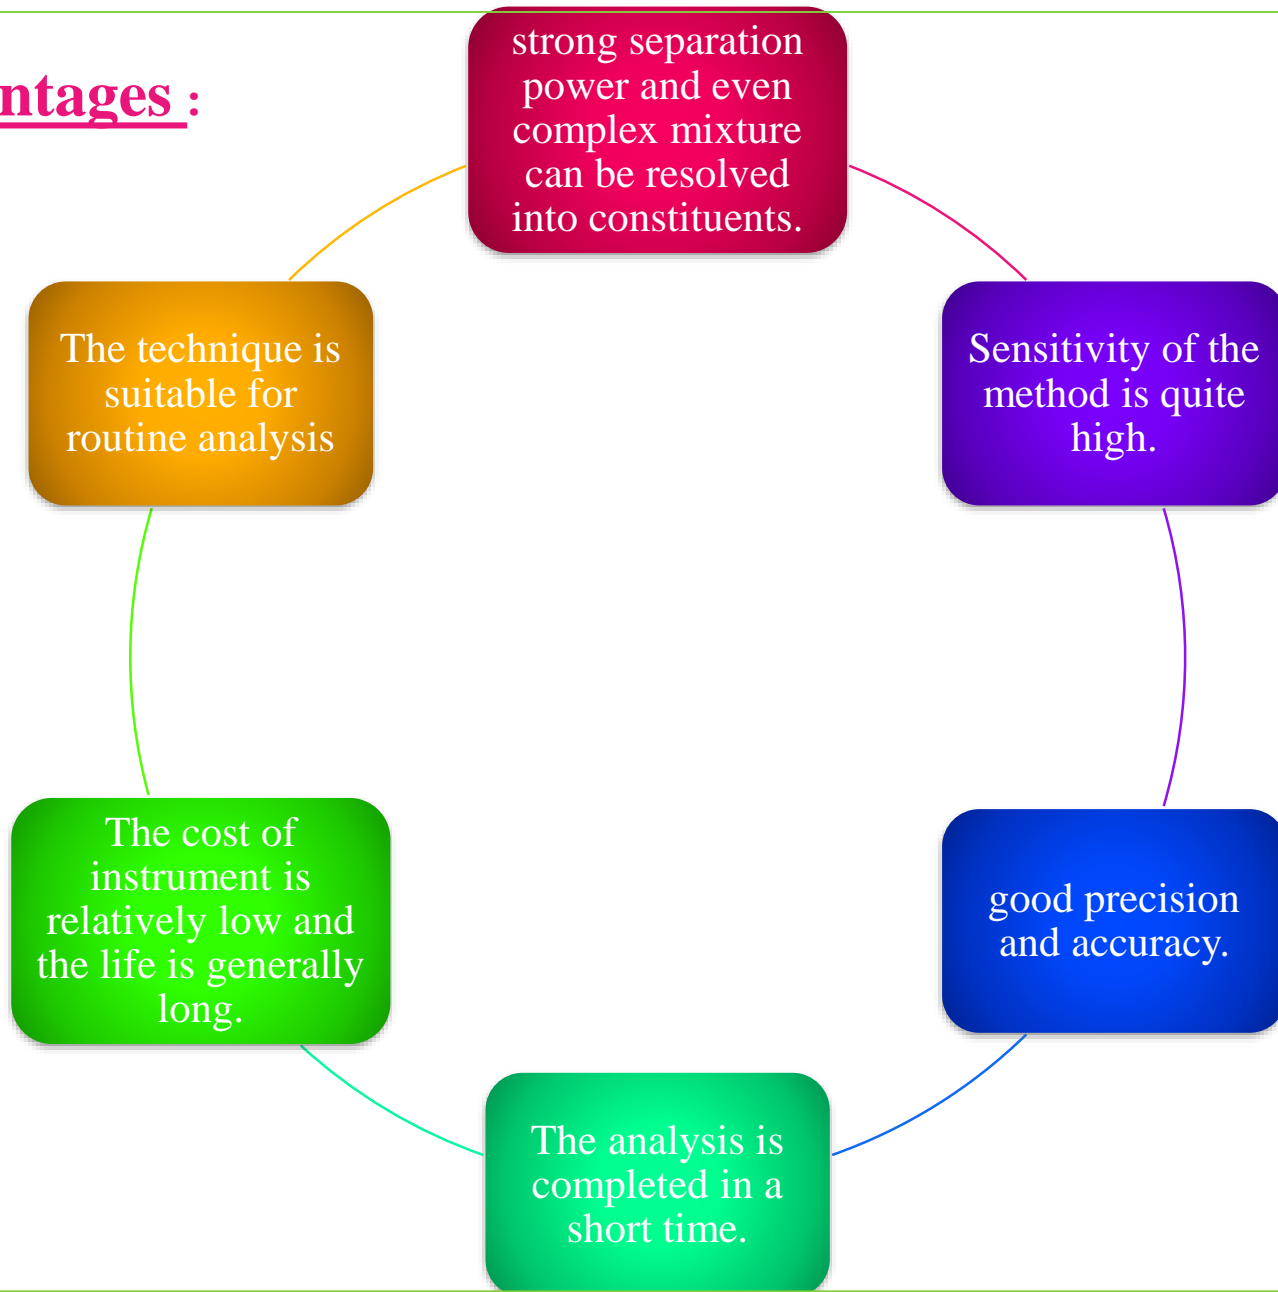 ntages :
strong separation
power and even
complex mixture
can be resolved
into constituents.
Sensitivity of the
method is quite
high.
good precision
and accuracy.
The analysis is
completed in a
short time.
The cost of
instrument is
relatively low and
the life is generally
long.
The technique is
suitable for
routine analysis